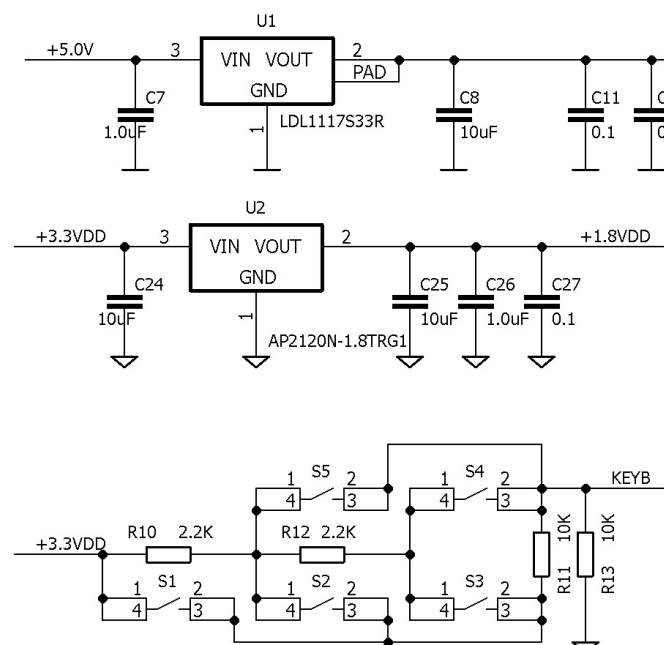 U1
+5.0V 3 VIN VOUT 2
PAD
GND
C7 C8 C11 C
1.0uF 1 LDL1117S33R 10uF 0.1 0
U2
+3.3VDD 3 VIN VOUT 2 +1.8VDD
GND
C24 C25 C26 C27
10uF 1 10uF 1.0uF 0.1
AP2120N-1.8TRG1
S5 S4
1 2 1 2 KEYB
4 3 4 3
R10 2.2K R12 2.2K 10K 10K
+3.3VDD
R11 R13
S1 S2 S3
1 2 1 2 1 2
4 3 4 3 4 3